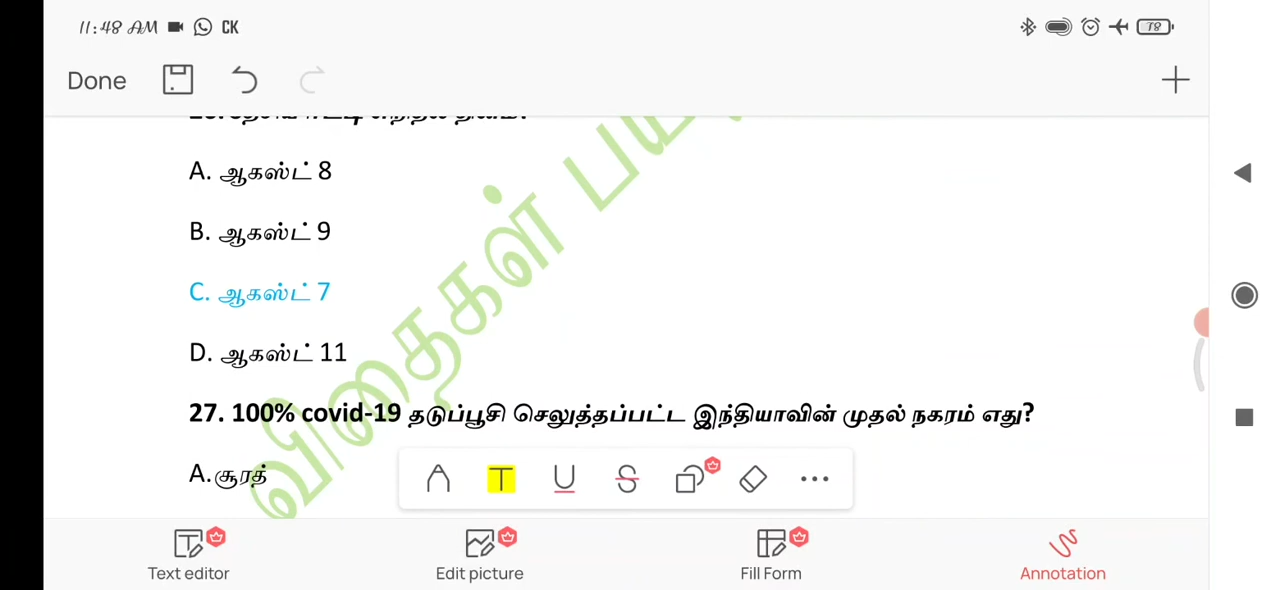 11:48 AM CK 78
Done
A. ஆகஸ்ட் 8
B. ஆகஸ்ட் 9
C. ஆகஸ்ட் 7
D. ஆகஸ்ட் 11
27. 100% covid-19 தடுப்பூசி செலுத்தப்பட்ட இந்தியாவின் முதல் நகரம் எது?
A.சூரத்
விதைகள்
T U S
Text editor Edit picture Fill Form Annotation